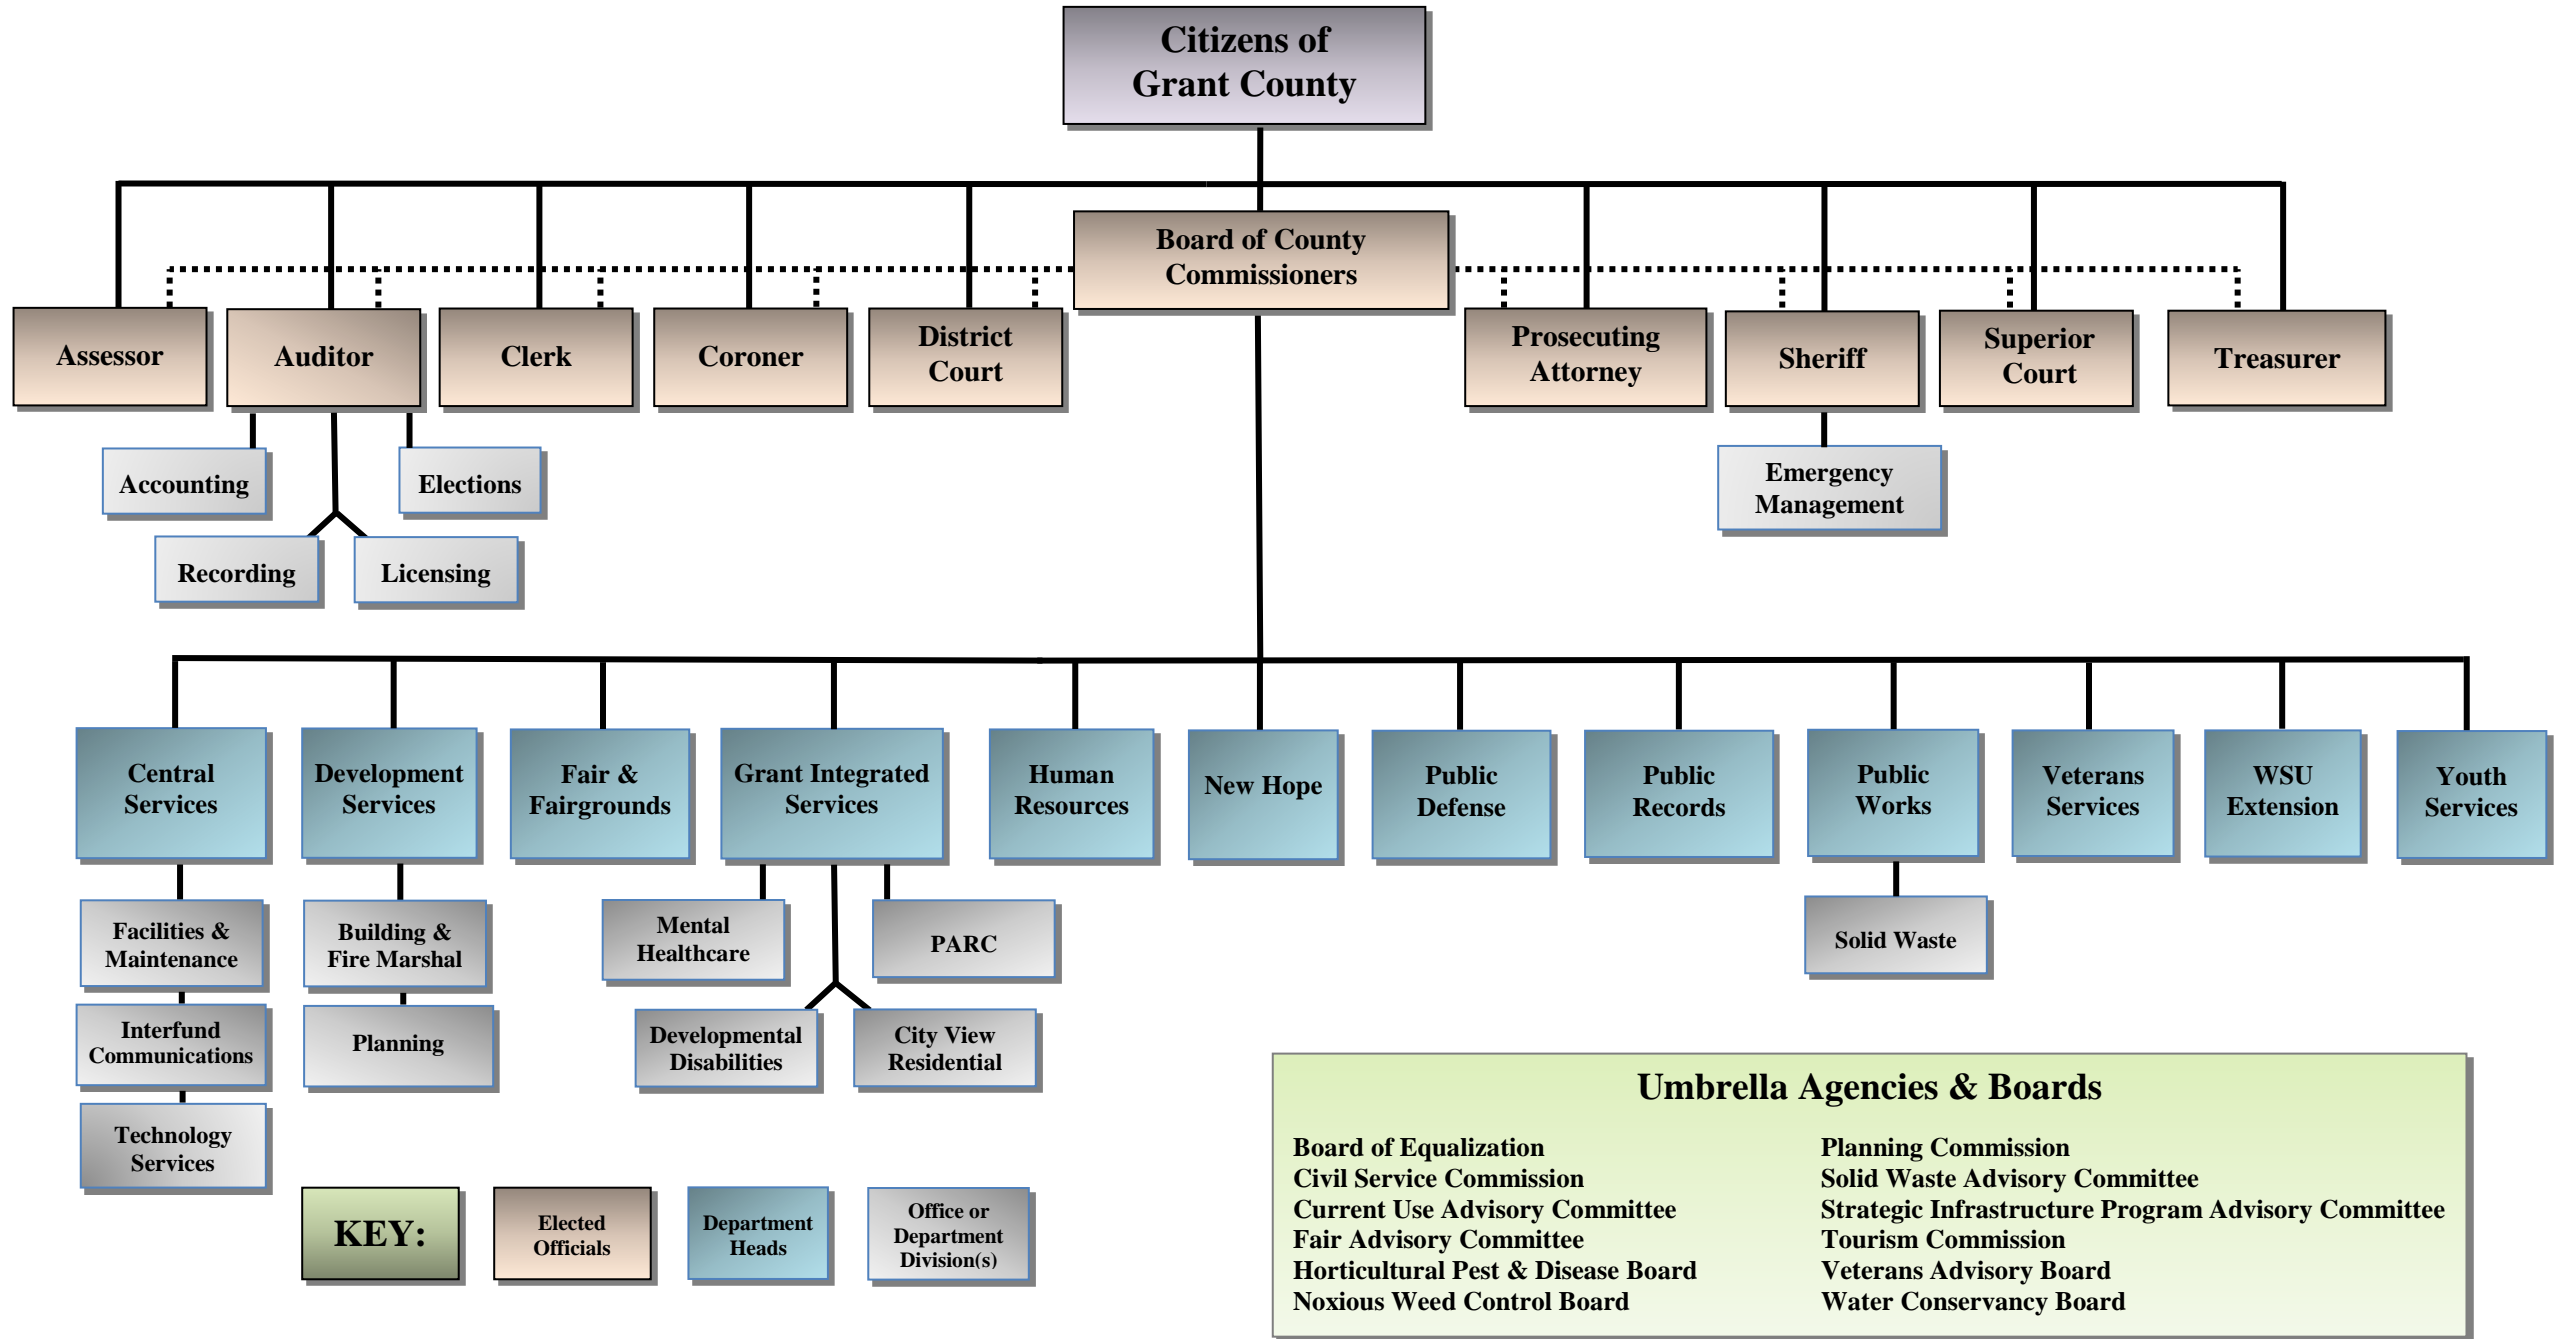 Citizens of
Grant County
Board of County
Commissioners
Assessor
Auditor
Clerk
Coroner
District
Court
Prosecuting
Attorney
Sheriff
Superior
Court
Treasurer
Accounting
Elections
Recording
Licensing
Emergency
Management
Central
Services
Development
Services
Fair &
Fairgrounds
Grant Integrated
Services
Human
Resources
New Hope
Public
Defense
Public
Records
Public
Works
Veterans
Services
WSU
Extension
Youth
Services
Facilities &
Maintenance
Interfund
Communications
Technology
Services
Building &
Fire Marshal
Planning
Mental
Healthcare
PARC
Developmental
Disabilities
City View
Residential
Solid Waste
KEY:
Elected
Officials
Department
Heads
Office or
Department
Division(s)
Umbrella Agencies & Boards
Board of Equalization
Civil Service Commission
Current Use Advisory Committee
Fair Advisory Committee
Horticultural Pest & Disease Board
Noxious Weed Control Board
Planning Commission
Solid Waste Advisory Committee
Strategic Infrastructure Program Advisory Committee
Tourism Commission
Veterans Advisory Board
Water Conservancy Board